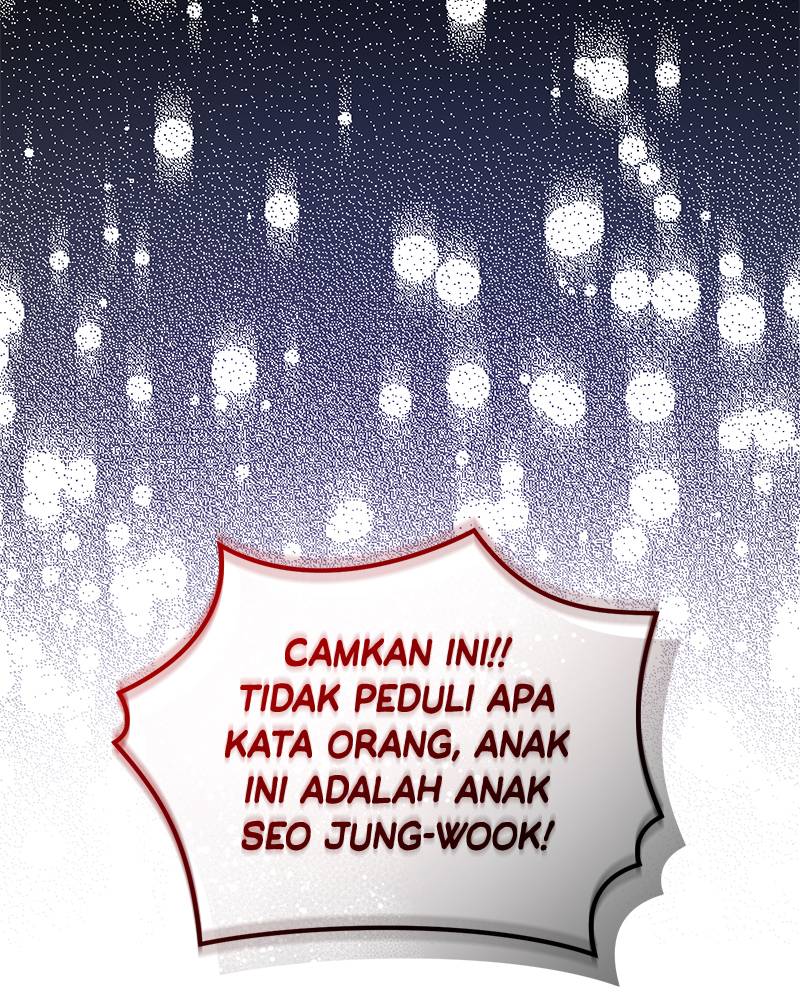 CAMKAN INI!!
TIDAK PEDULI APA
KATA ORANG, ANAK
INI ADALAH ANAK
SEO JUNG-WOOK!